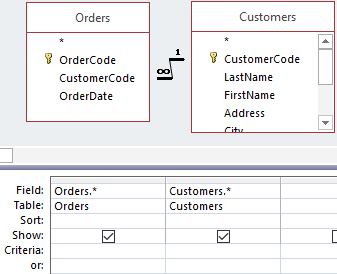 Orders
*
OrderCode
CustomerCode
OrderDate
∞ 1
Customers
*
CustomerCode
LastName
FirstName
Address
City
Field: Orders.* Customers.*
Table: Orders Customers
Sort:
Show:
Criteria:
or: